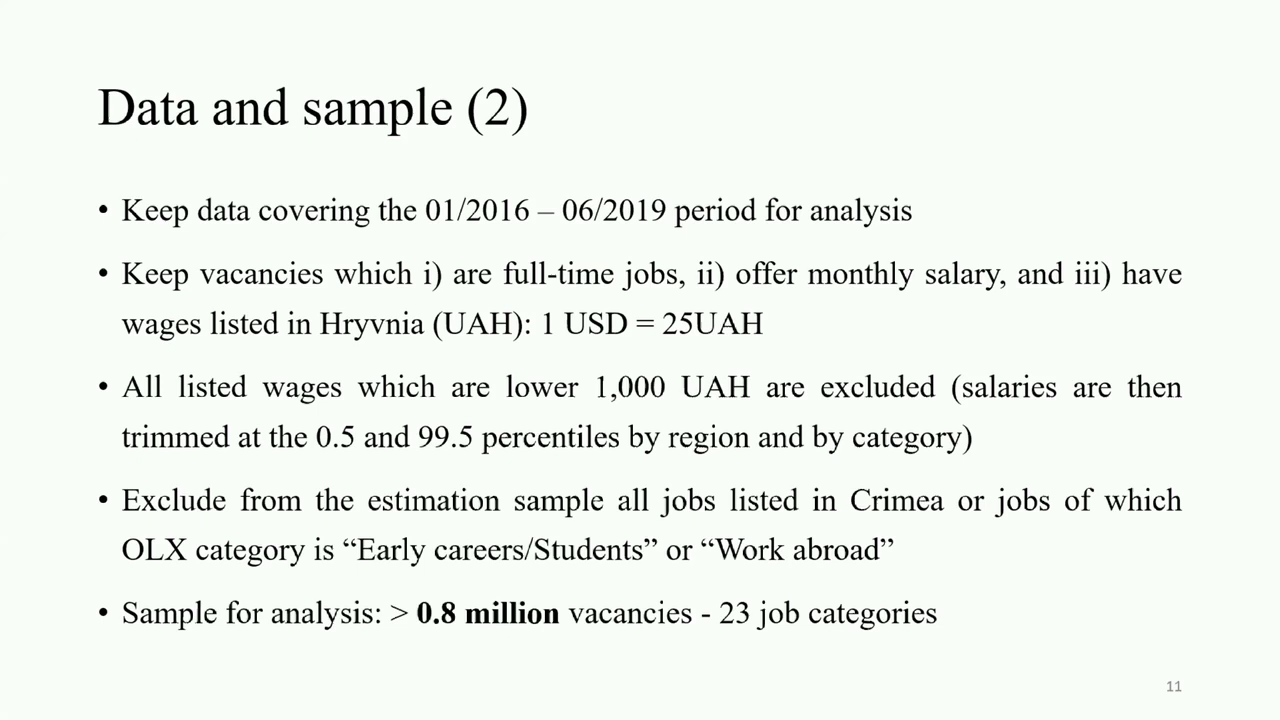 Data and sample (2)
• Keep data covering the 01/2016 – 06/2019 period for analysis
• Keep vacancies which i) are full-time jobs, ii) offer monthly salary, and iii) have
wages listed in Hryvnia (UAH): 1 USD = 25UAH
• All listed wages which are lower 1,000 UAH are excluded (salaries are then
trimmed at the 0.5 and 99.5 percentiles by region and by category)
• Exclude from the estimation sample all jobs listed in Crimea or jobs of which
OLX category is “Early careers/Students” or “Work abroad”
• Sample for analysis: > 0.8 million vacancies - 23 job categories
11